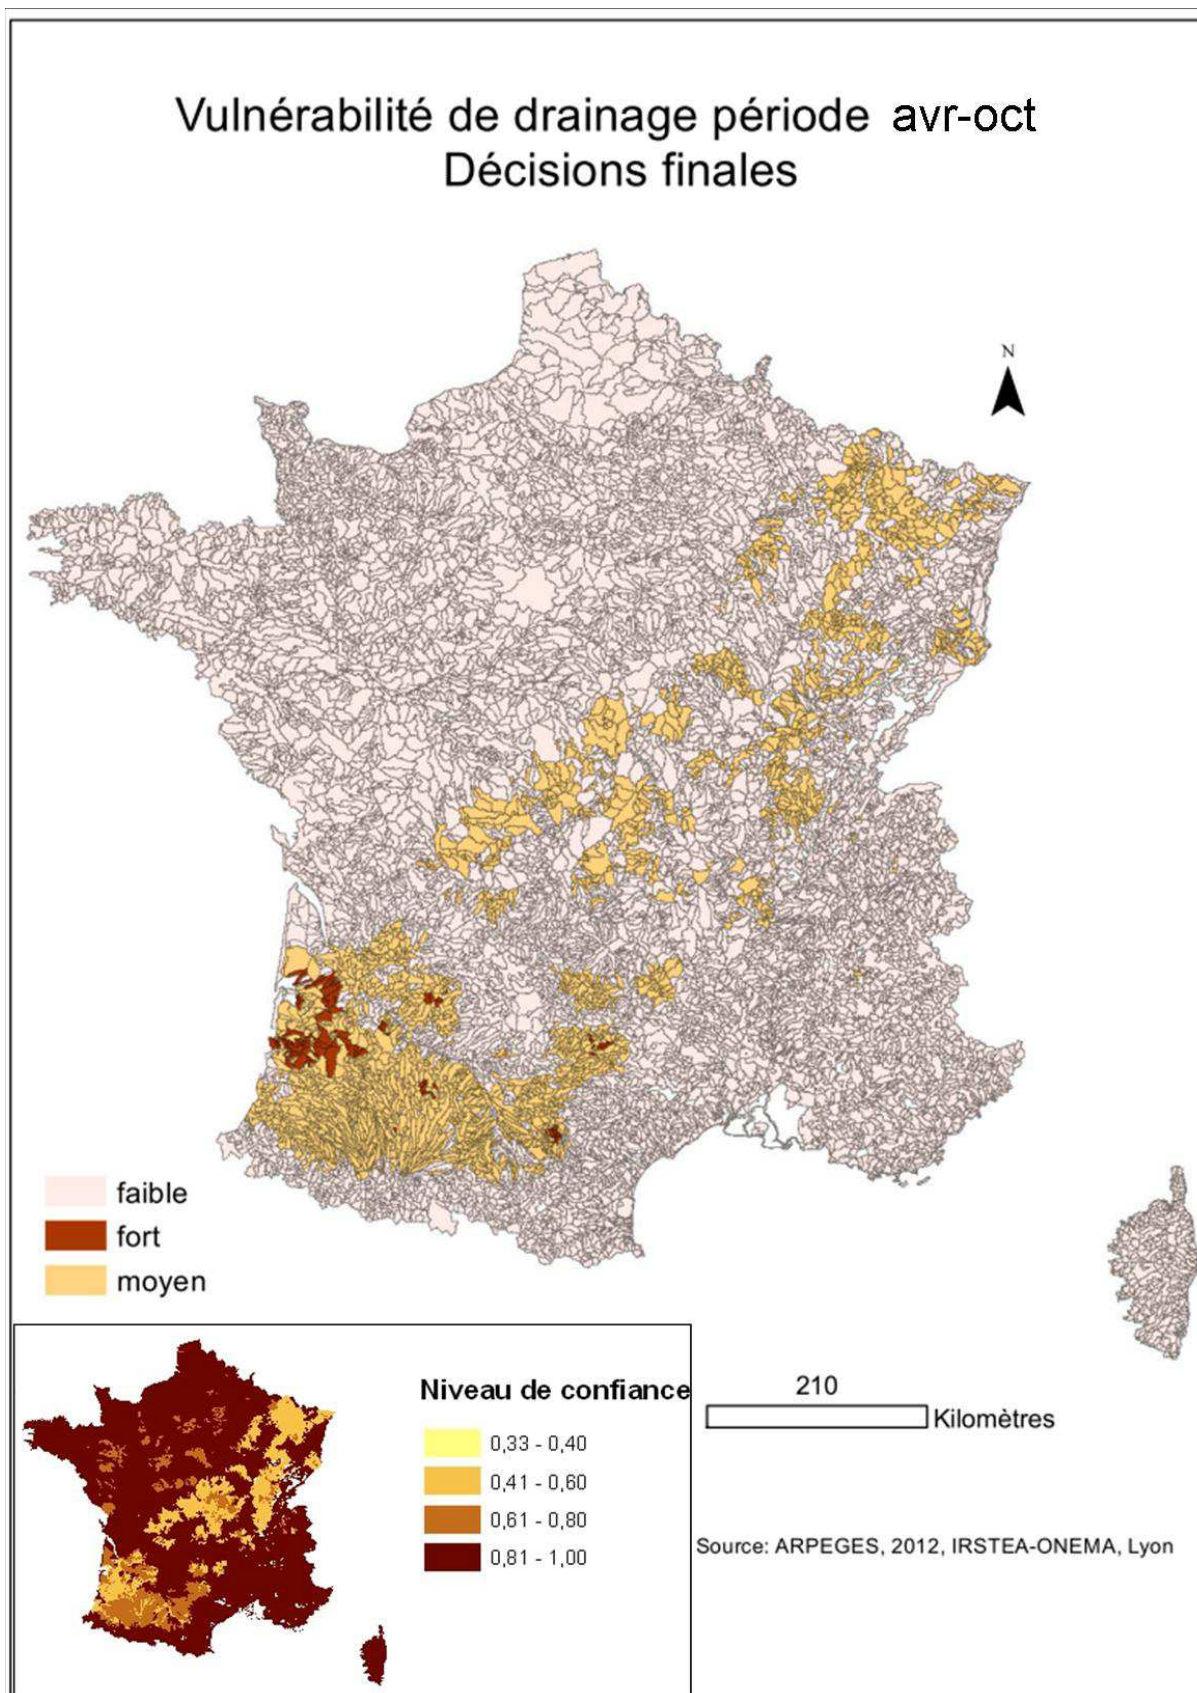 Vulnérabilité de drainage période avr-oct
Décisions finales
N
faible
fort
moyen
Niveau de confiance
0,33 - 0,40
0,41 - 0,60
0,61 - 0,80
0,81 - 1,00
210
Kilomètres
Source: ARPEGES, 2012, IRSTEA-ONEMA, Lyon